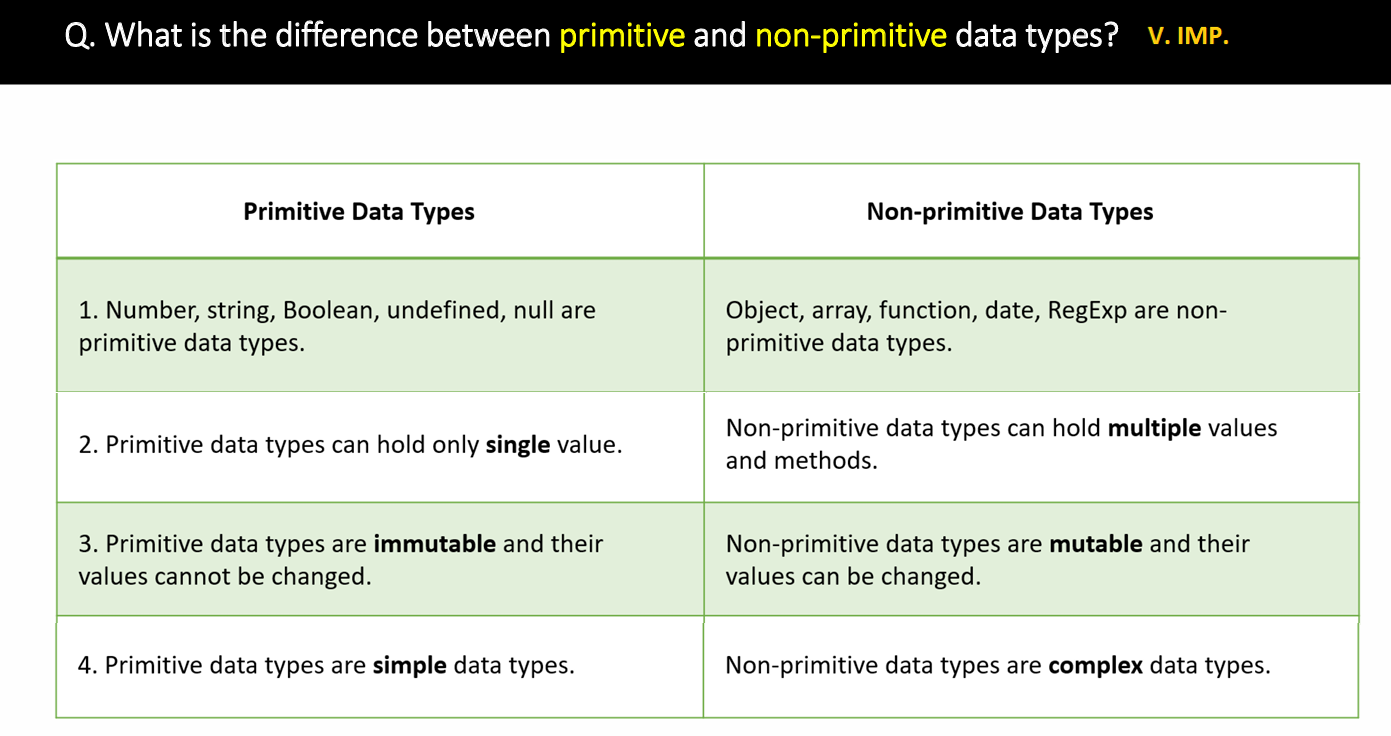 Q. What is the difference between primitive and non-primitive data types? V. IMP.
Primitive Data Types
Non-primitive Data Types
1. Number, string, Boolean, undefined, null are
primitive data types.
Object, array, function, date, RegExp are non-
primitive data types.
2. Primitive data types can hold only single value.
Non-primitive data types can hold multiple values
and methods.
3. Primitive data types are immutable and their
values cannot be changed.
Non-primitive data types are mutable and their
values can be changed.
4. Primitive data types are simple data types.
Non-primitive data types are complex data types.